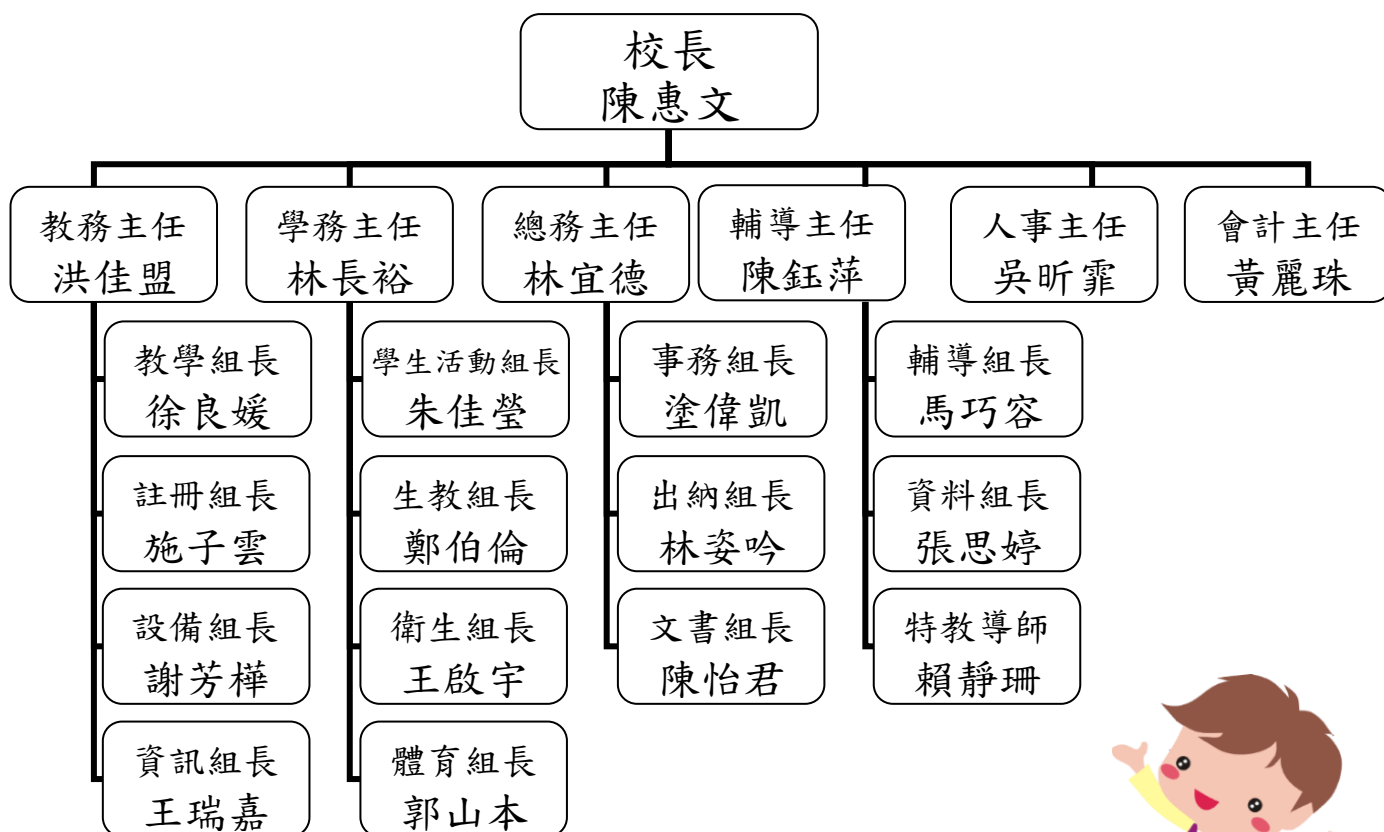 校長
陳惠文
教務主任
洪佳盟
學務主任
林長裕
總務主任
林宜德
輔導主任
陳鈺萍
人事主任
吳昕霏
會計主任
黃麗珠
教學組長
徐良媛
學生活動組長
朱佳瑩
事務組長
塗偉凱
輔導組長
馬巧容
註冊組長
施子雲
生教組長
鄭伯倫
出納組長
林姿吟
資料組長
張思婷
設備組長
謝芳樺
衛生組長
王啟宇
文書組長
陳怡君
特教導師
賴靜珊
資訊組長
王瑞嘉
體育組長
郭山本